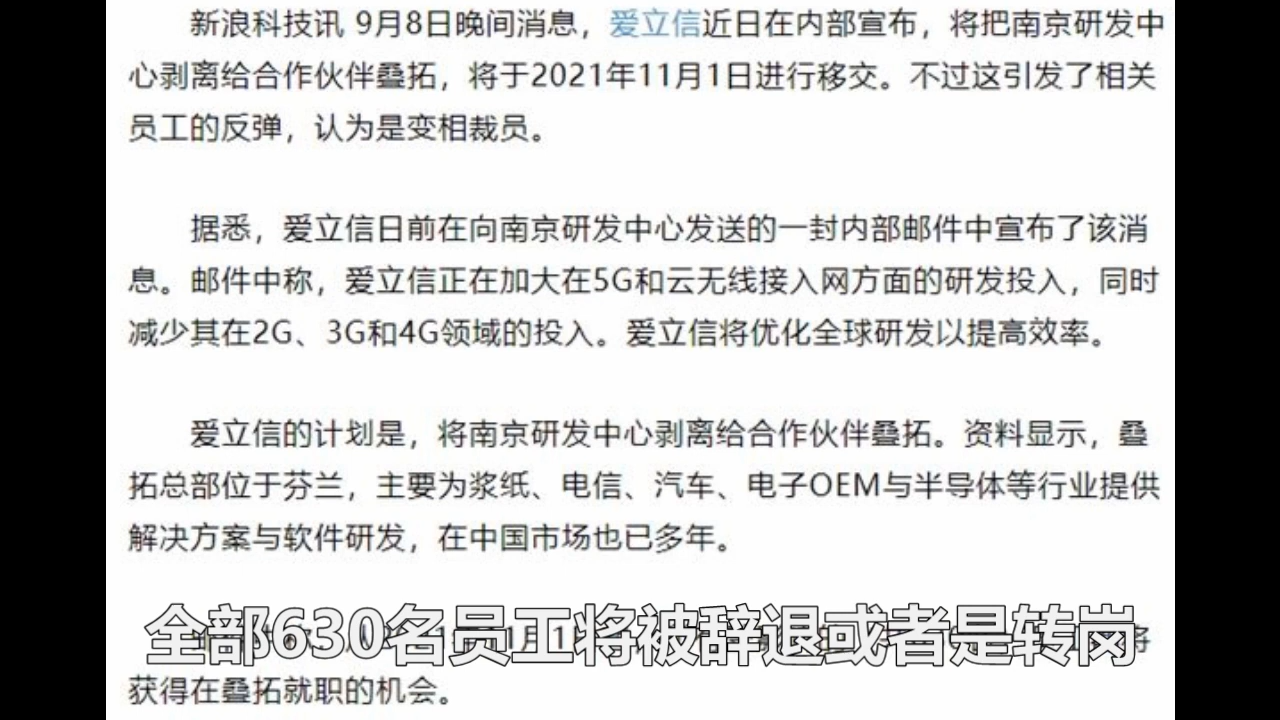 新浪科技讯 9月8日晚间消息，爱立信近日在内部宣布，将把南京研发中
心剥离给合作伙伴叠拓，将于2021年11月1日进行移交。不过这引发了相关
员工的反弹，认为是变相裁员。
据悉，爱立信日前在向南京研发中心发送的一封内部邮件中宣布了该消
息。邮件中称，爱立信正在加大在5G和云无线接入网方面的研发投入，同时
减少其在2G、3G和4G领域的投入。爱立信将优化全球研发以提高效率。
爱立信的计划是，将南京研发中心剥离给合作伙伴叠拓。资料显示，叠
拓总部位于芬兰，主要为浆纸、电信、汽车、电子OEM与半导体等行业提供
解决方案与软件研发，在中国市场也已多年。
全部630名员工将被辞退或者是转岗
获得在叠拓就职的机会。